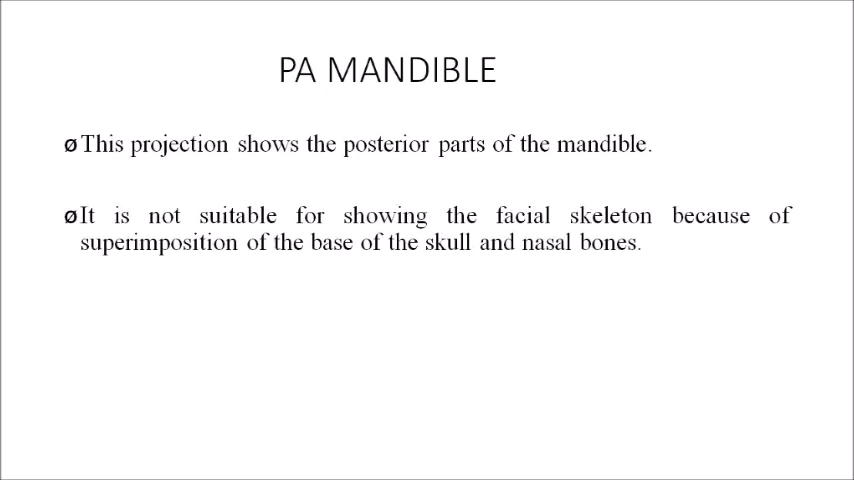 PA MANDIBLE
ØThis projection shows the posterior parts of the mandible.
ØIt is not suitable for showing the facial skeleton because of
superimposition of the base of the skull and nasal bones.